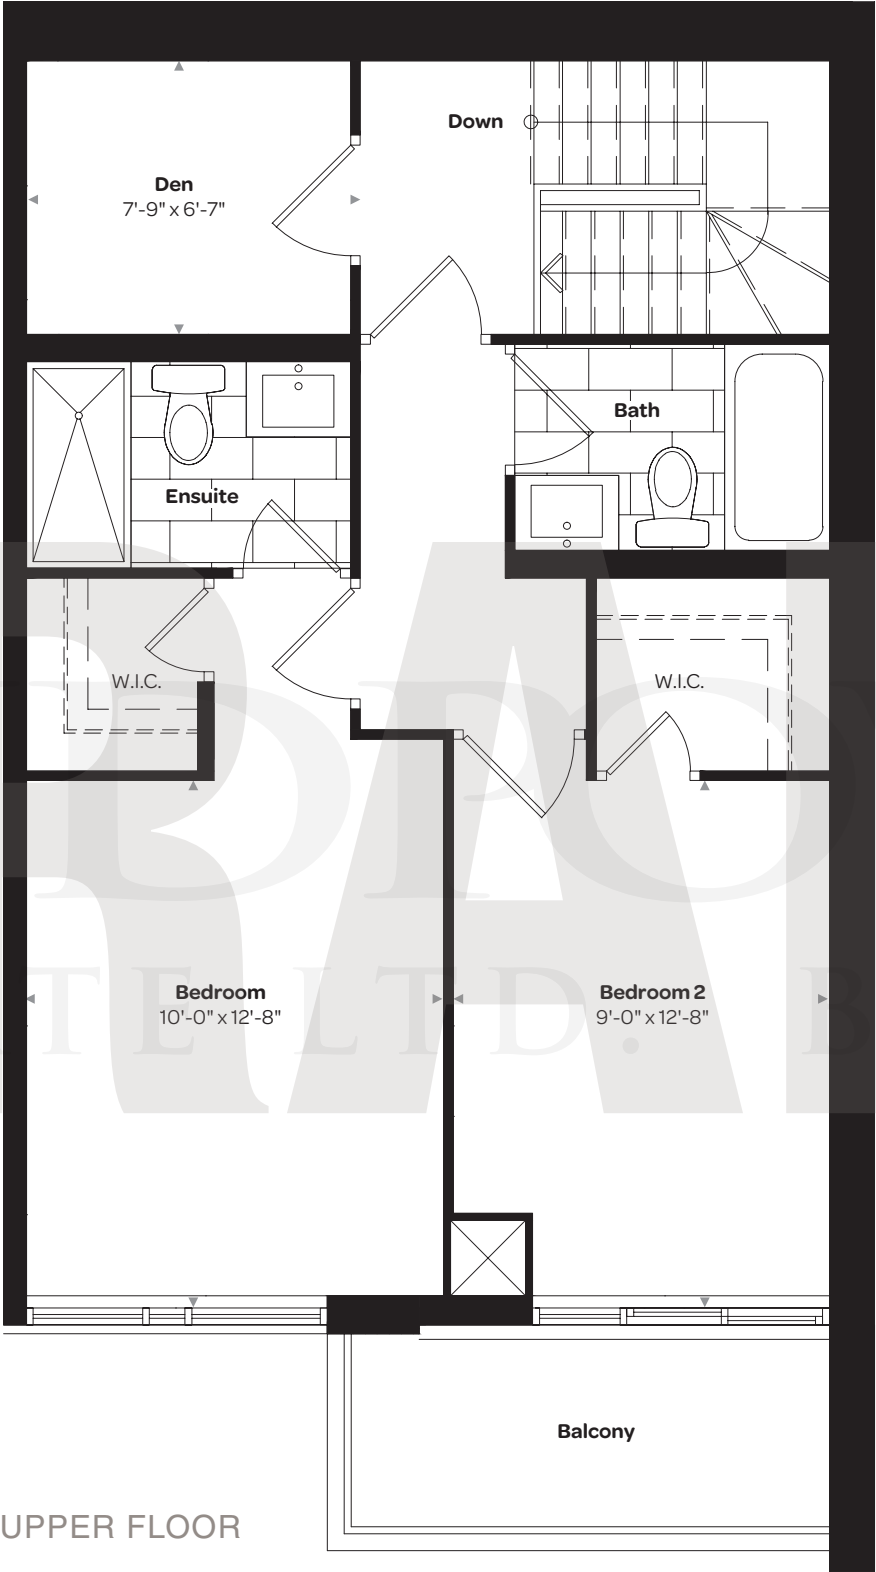 Down
Den
7'-9" x 6'-7"
Bath
Ensuite
W.I.C.
W.I.C.
Bedroom
10'-0" x 12'-8"
Bedroom 2
9'-0" x 12'-8"
LTD.
Balcony
UPPER FLOOR